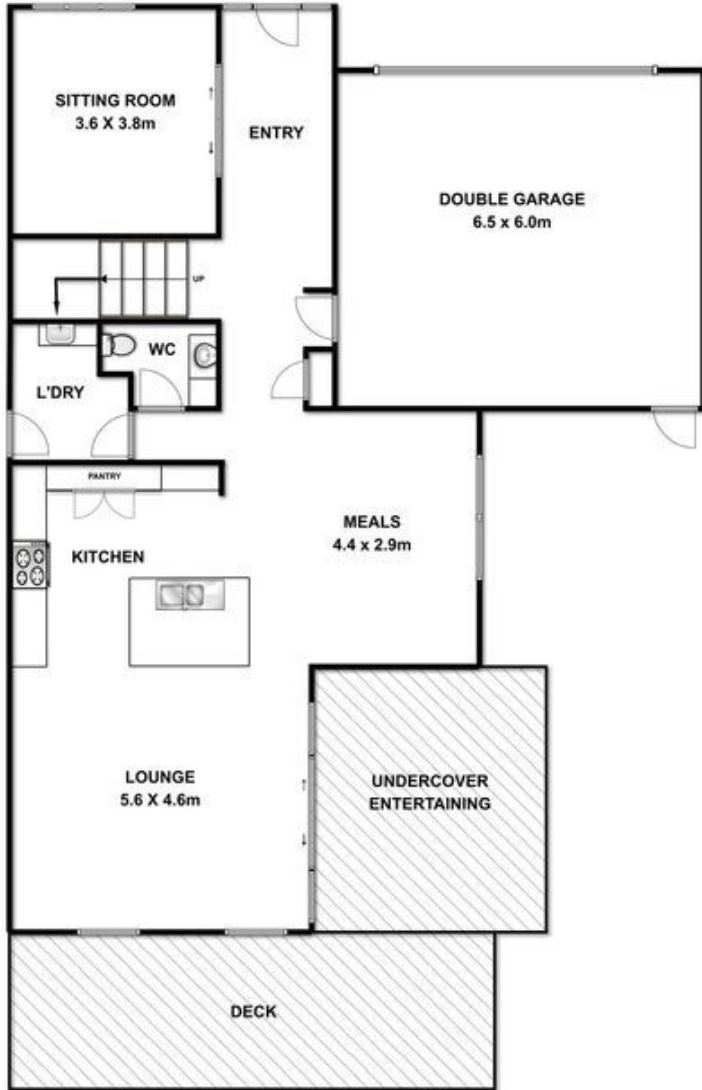 SITTING ROOM
3.6 X 3.8m
ENTRY
DOUBLE GARAGE
6.5 x 6.0m
UP
WC
L'DRY
PANTRY
MEALS
4.4 x 2.9m
KITCHEN
LOUNGE
5.6 X 4.6m
UNDERCOVER
ENTERTAINING
DECK